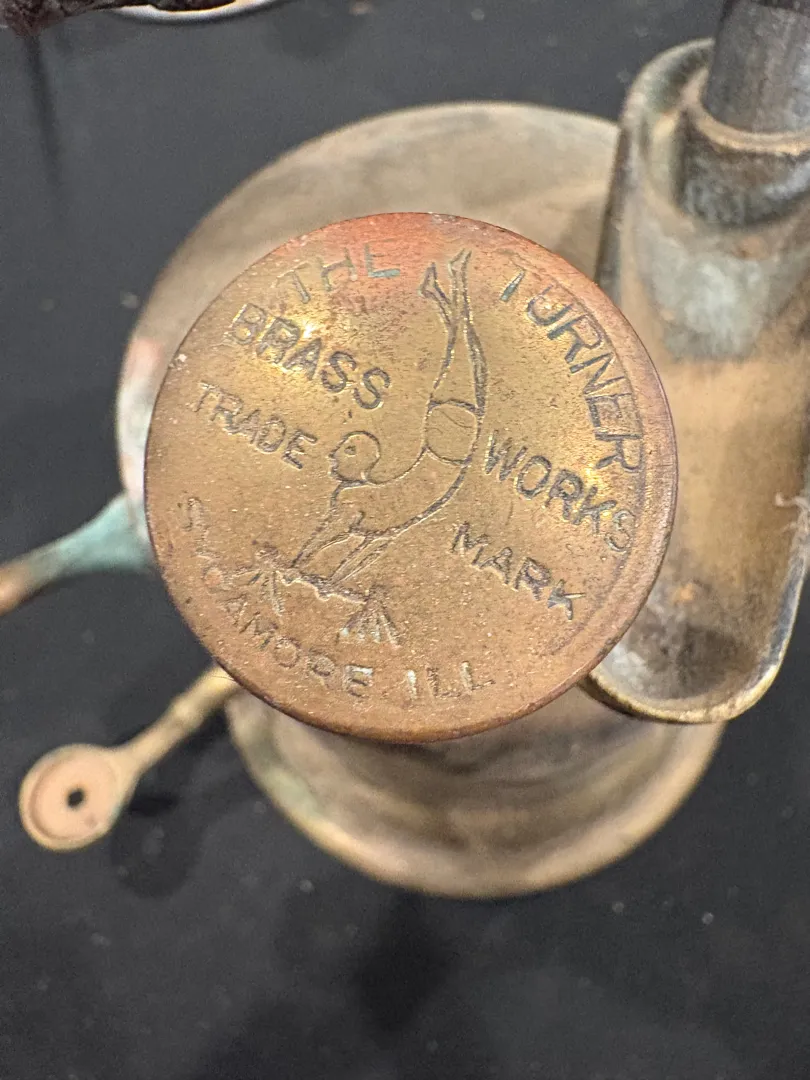 THE TURNER
BRASS WORKS
TRADE MARK
SYCAMORE ILL